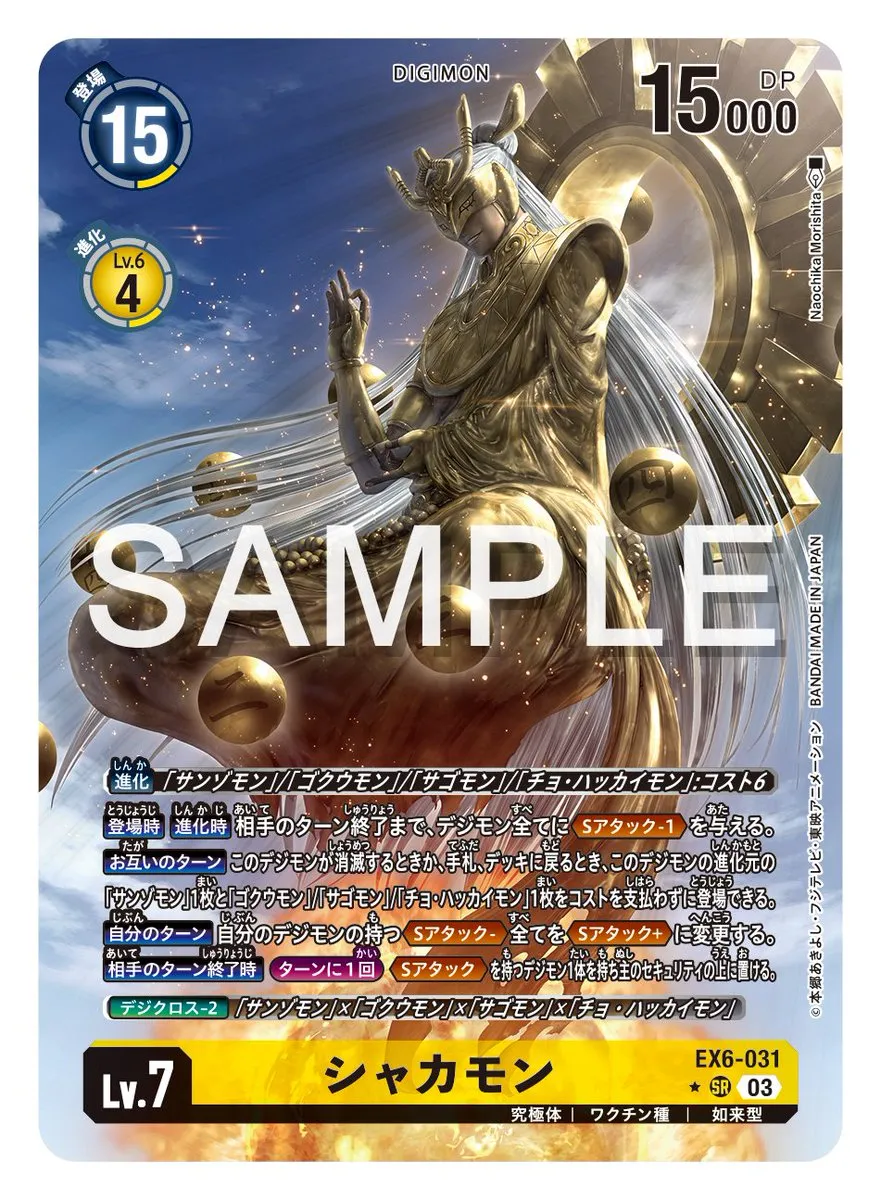 DIGIMON
登場
15
15000
DP
進化
Lv.6
4
Naochika Morishita
SAMPLE
BANDAI MADE IN JAPAN
©本郷あきよし・フジテレビ・東映アニメーション
進化 「サンゾモン」/「ゴクウモン」/「サゴモン」/「チョ・ハッカイモン」:コスト6
登場時 進化時 相手のターン終了まで、デジモン全てに Sアタック-1 を与える。
お互いのターン このデジモンが消滅するときか、手札、デッキに戻るとき、このデジモンの進化元の
「サンゾモン」1枚と「ゴクウモン」/「サゴモン」/「チョ・ハッカイモン」1枚をコストを支払わずに登場できる。
自分のターン 自分のデジモンの持つ Sアタック- 全てを Sアタック+ に変更する。
相手のターン終了時 ターンに1回 Sアタック を持つデジモン1体を持ち主のセキュリティの上に置ける。
デジクロス-2 「サンゾモン」×「ゴクウモン」×「サゴモン」×「チョ・ハッカイモン」
Lv.7
シャカモン
EX6-031
SR 03
究極体 | ワクチン種 | 如来型